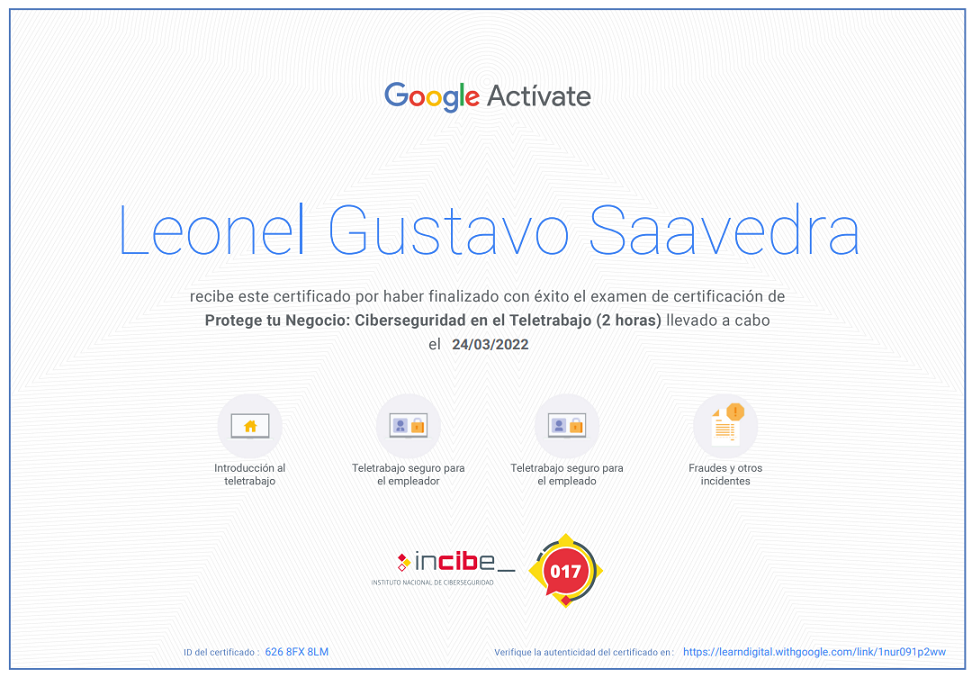 Google Actívate
Leonel Gustavo Saavedra
recibe este certificado por haber finalizado con éxito el examen de certificación de
Protege tu Negocio: Ciberseguridad en el Teletrabajo (2 horas) llevado a cabo
el 24/03/2022
Introducción al
teletrabajo
Teletrabajo seguro para
el empleador
Teletrabajo seguro para
el empleado
Fraudes y otros
incidentes
incibe_
INSTITUTO NACIONAL DE CIBERSEGURIDAD
017
ID del certificado : 626 8FX 8LM
Verifique la autenticidad del certificado en : https://learndigital.withgoogle.com/link/1nur091p2ww